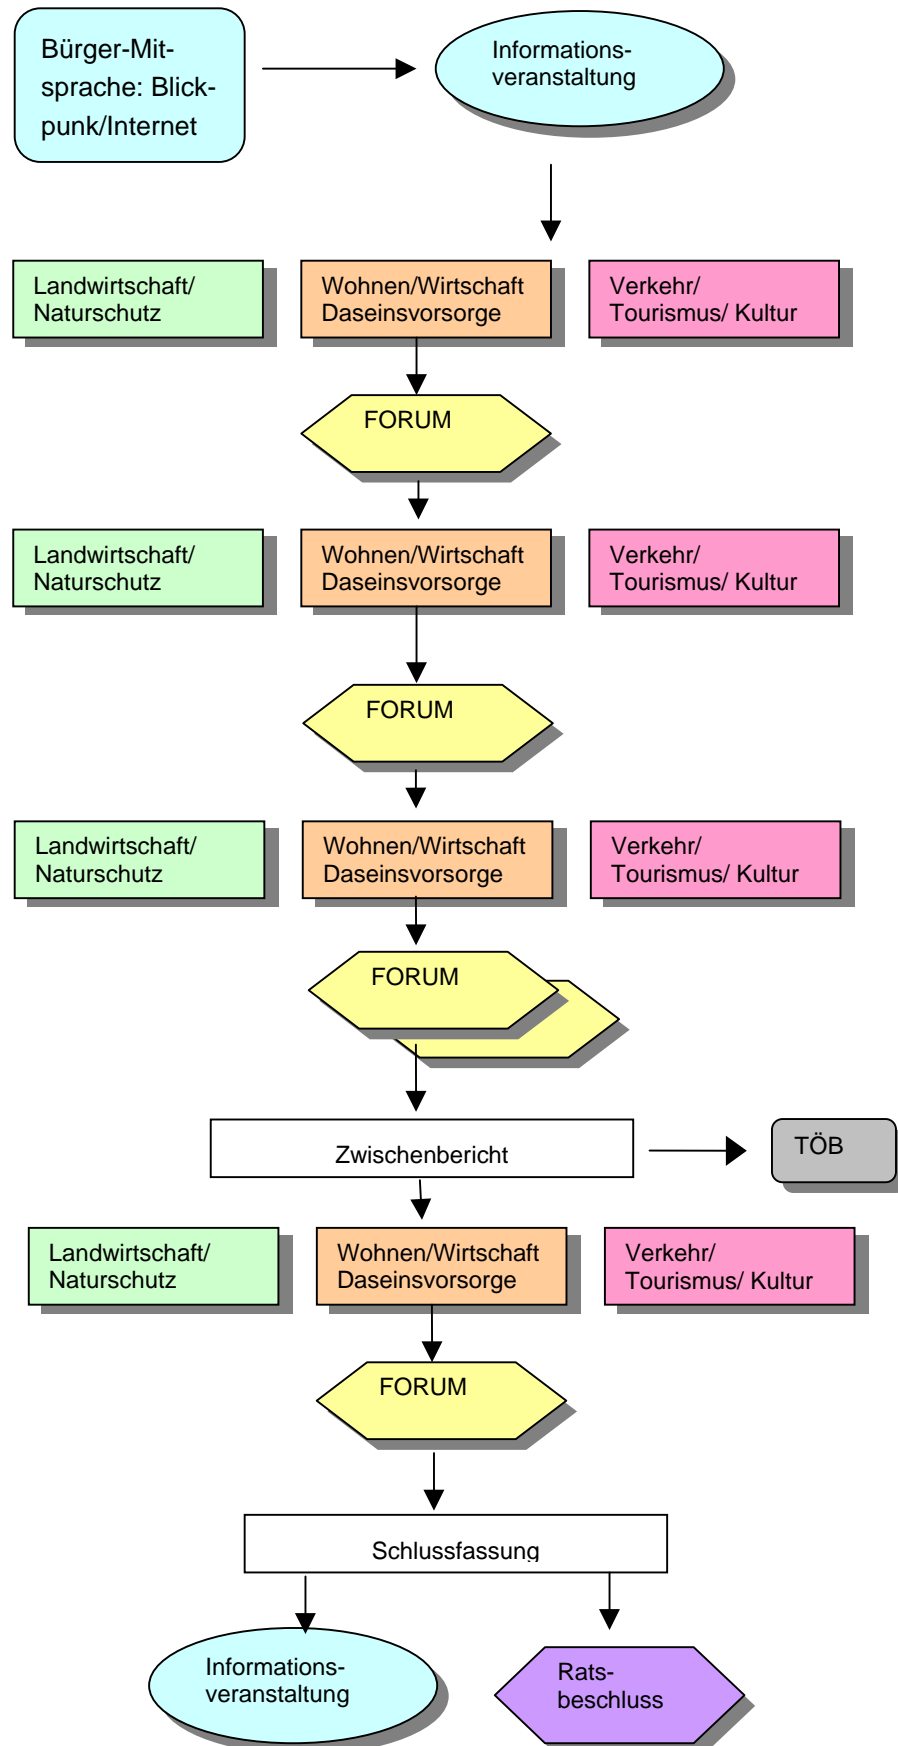 Bürger-Mit-
sprache: Blick-
punk/Internet
Informations-
veranstaltung
Landwirtschaft/
Naturschutz
Wohnen/Wirtschaft
Daseinsvorsorge
Verkehr/
Tourismus/ Kultur
FORUM
Landwirtschaft/
Naturschutz
Wohnen/Wirtschaft
Daseinsvorsorge
Verkehr/
Tourismus/ Kultur
FORUM
Landwirtschaft/
Naturschutz
Wohnen/Wirtschaft
Daseinsvorsorge
Verkehr/
Tourismus/ Kultur
FORUM
Zwischenbericht
TÖB
Landwirtschaft/
Naturschutz
Wohnen/Wirtschaft
Daseinsvorsorge
Verkehr/
Tourismus/ Kultur
FORUM
Schlussfassung
Informations-
veranstaltung
Rats-
beschluss